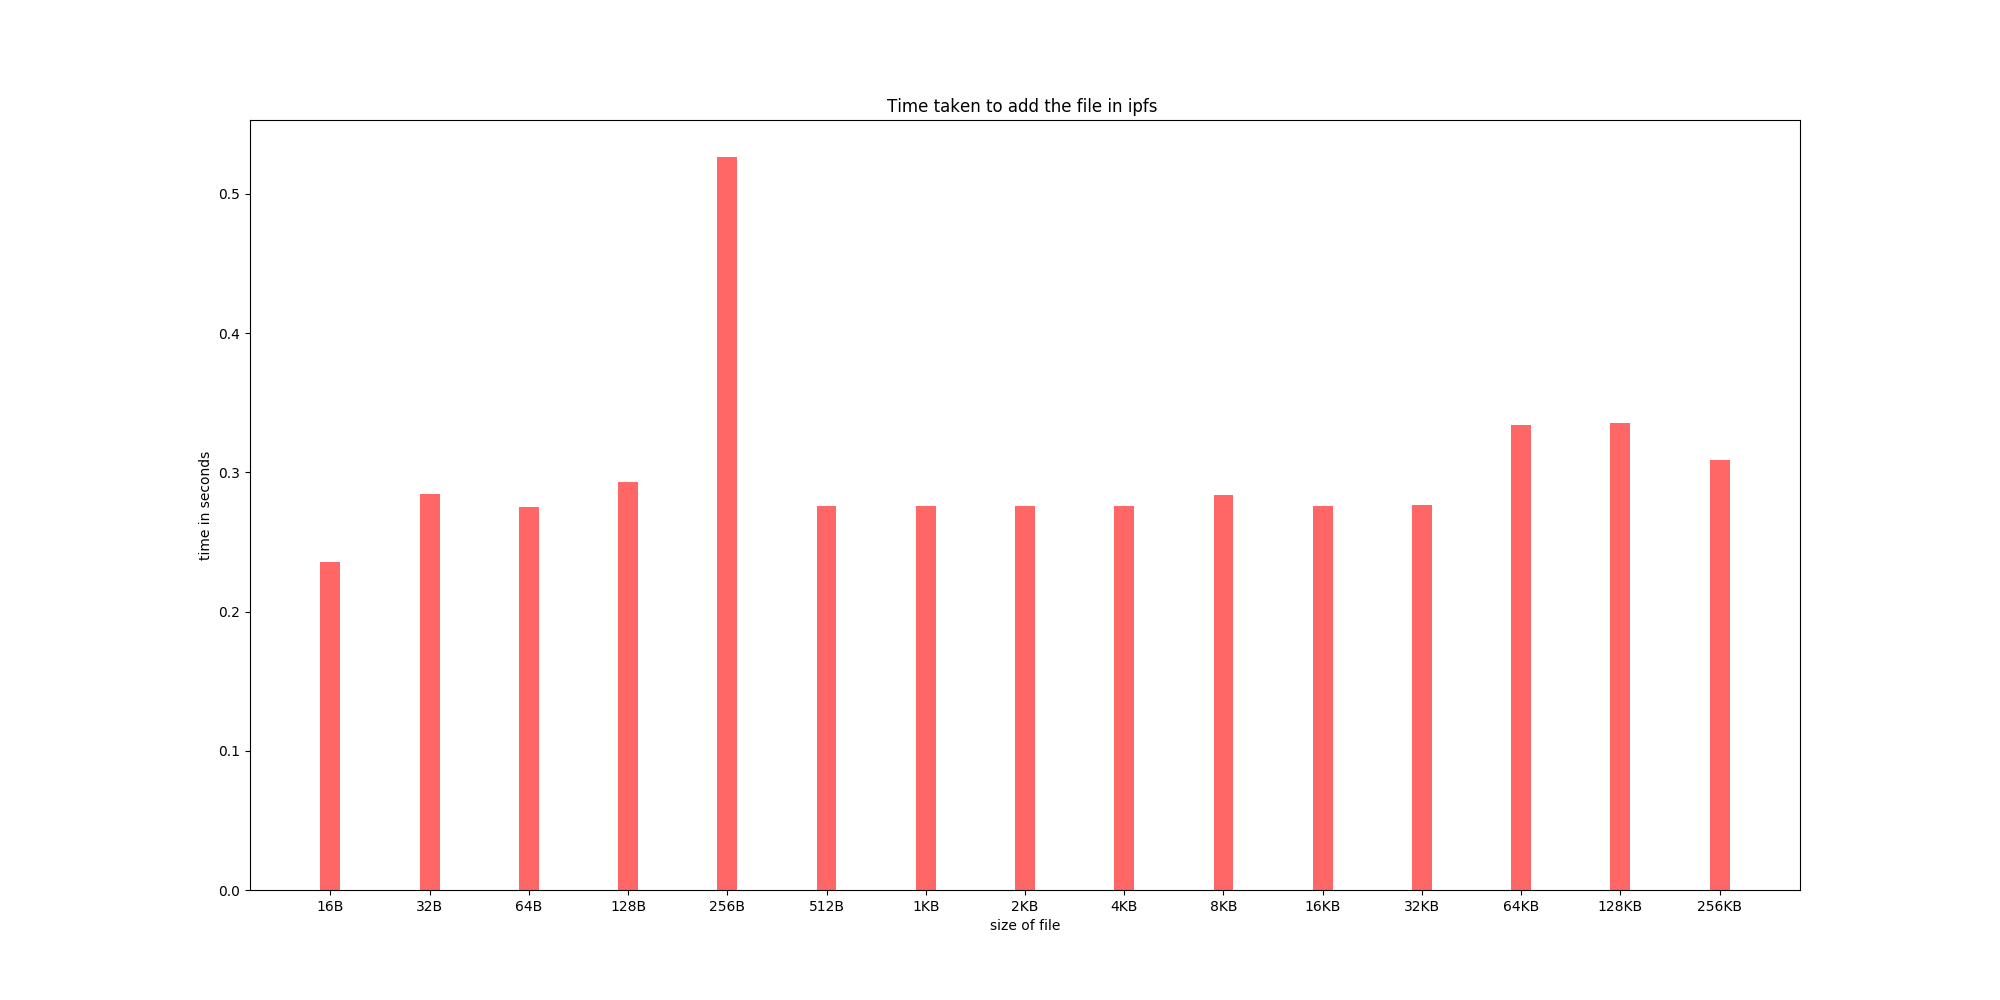 Time taken to add the file in ipfs
time in seconds
0.5
0.4
0.3
0.2
0.1
0.0
16B 32B 64B 128B 256B 512B 1KB 2KB 4KB 8KB 16KB 32KB 64KB 128KB 256KB
size of file